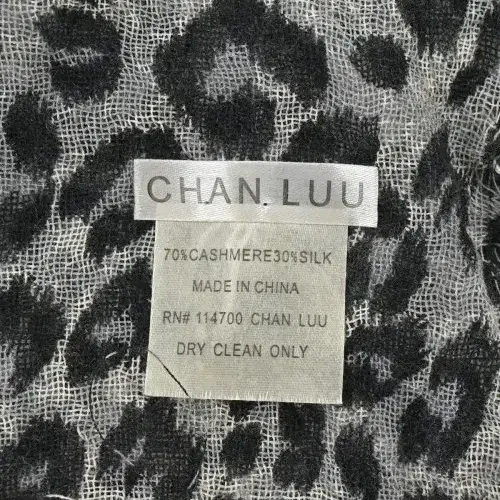 CHAN LUU
70%CASHMERE30%SILK
MADE IN CHINA
RN# 114700 CHAN LUU
DRY CLEAN ONLY